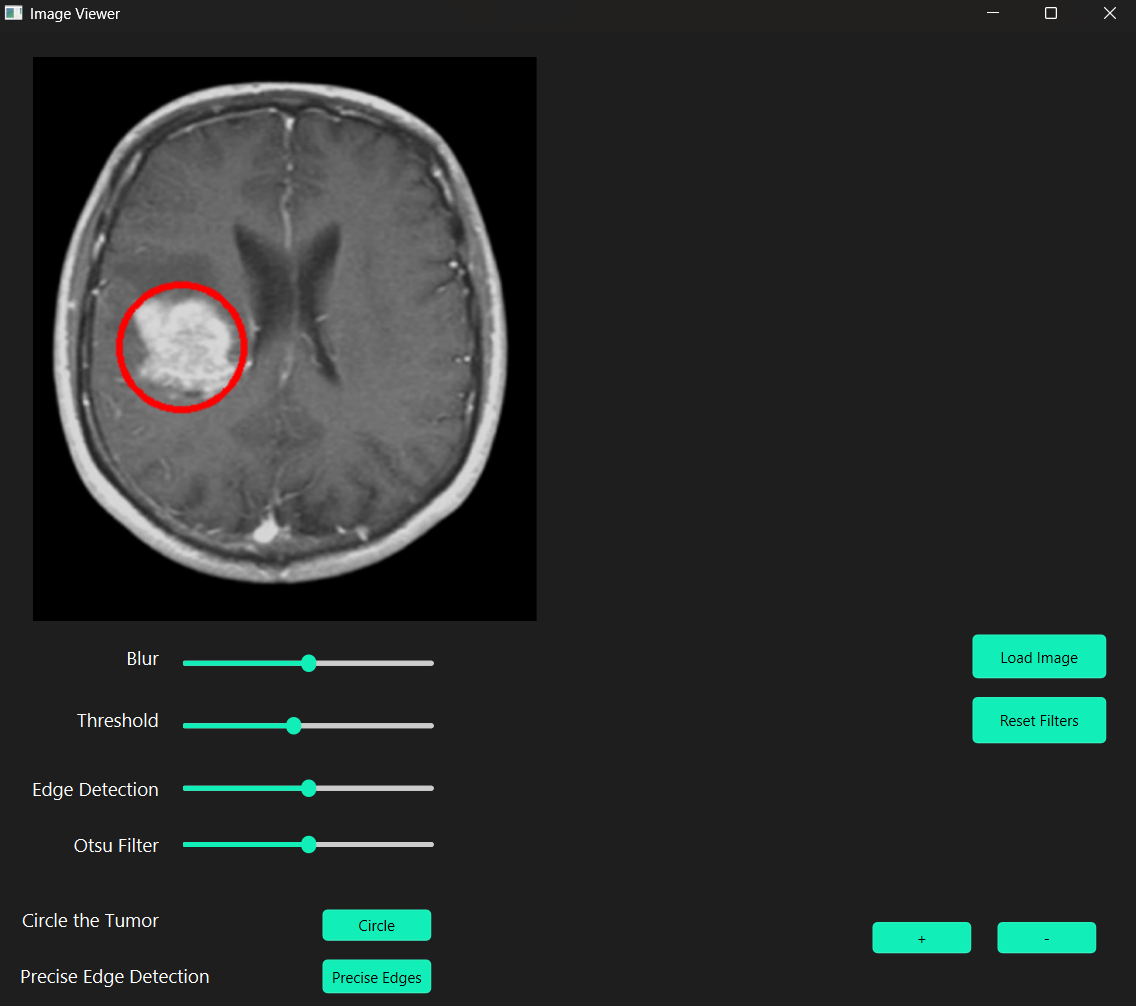 Image Viewer
Blur
Load Image
Threshold
Reset Filters
Edge Detection
Otsu Filter
Circle the Tumor
Circle
+
-
Precise Edge Detection
Precise Edges